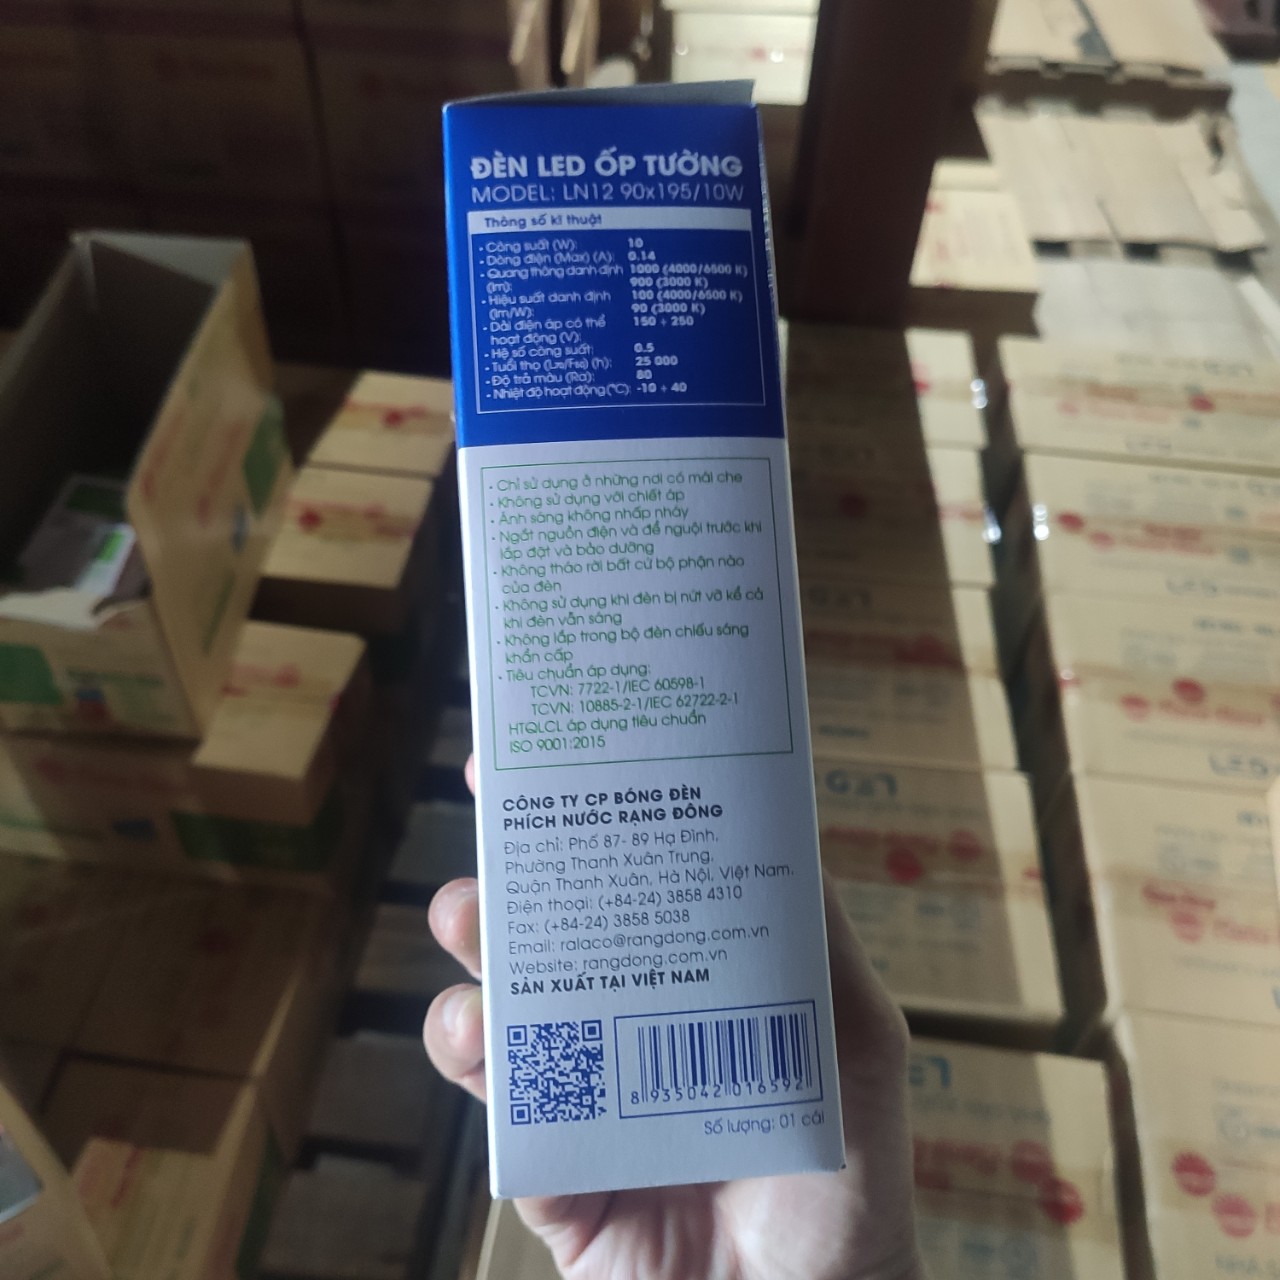 ĐÈN LED ỐP TƯỜNG
MODEL: LN12 90x195/10W
Thông số kĩ thuật
- Công suất (W): 10
- Dòng điện (Max) (A): 0.14
- Quang thông danh định 1000 (4000/6500 K)
(lm): 900 (3000 K)
- Hiệu suất danh định 100 (4000/6500 K)
(lm/W): 90 (3000 K)
- Dải điện áp có thể 150 ÷ 250
hoạt động (V):
- Hệ số công suất: 0.5
- Tuổi thọ (L70/F50) (h): 25 000
- Độ trả màu (Ra): 80
- Nhiệt độ hoạt động (°C): -10 ÷ 40
- Chỉ sử dụng ở những nơi có mái che
- Không sử dụng với chiết áp
- Ánh sáng không nhấp nháy
- Ngắt nguồn điện và để nguội trước khi
lắp đặt và bảo dưỡng
- Không tháo rời bất cứ bộ phận nào
của đèn
- Không sử dụng khi đèn bị nứt vỡ kể cả
khi đèn vẫn sáng
- Không lắp trong bộ đèn chiếu sáng
khẩn cấp
- Tiêu chuẩn áp dụng:
TCVN: 7722-1/IEC 60598-1
TCVN: 10885-2-1/IEC 62722-2-1
HTQLCL áp dụng tiêu chuẩn
ISO 9001:2015
CÔNG TY CP BÓNG ĐÈN
PHÍCH NƯỚC RẠNG ĐÔNG
Địa chỉ: Phố 87- 89 Hạ Đình,
Phường Thanh Xuân Trung,
Quận Thanh Xuân, Hà Nội, Việt Nam.
Điện thoại: (+84-24) 3858 4310
Fax: (+84-24) 3858 5038
Email: ralaco@rangdong.com.vn
Website: rangdong.com.vn
SẢN XUẤT TẠI VIỆT NAM
8 935042 016592
Số lượng: 01 cái